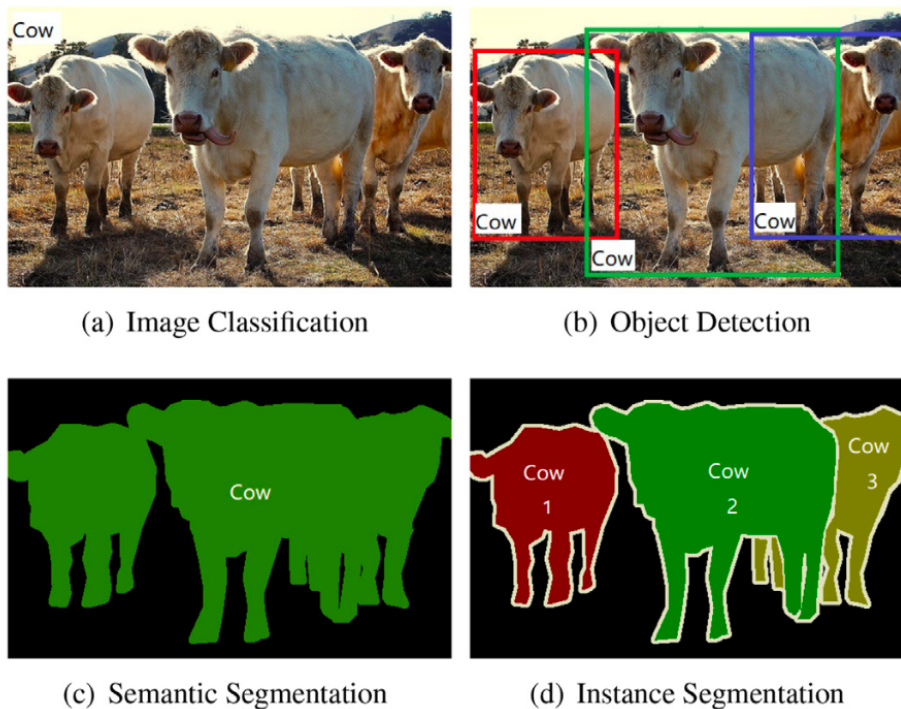 Cow
Cow
Cow
Cow
(a) Image Classification
(b) Object Detection
Cow
Cow
1
Cow
2
Cow
3
(c) Semantic Segmentation
(d) Instance Segmentation